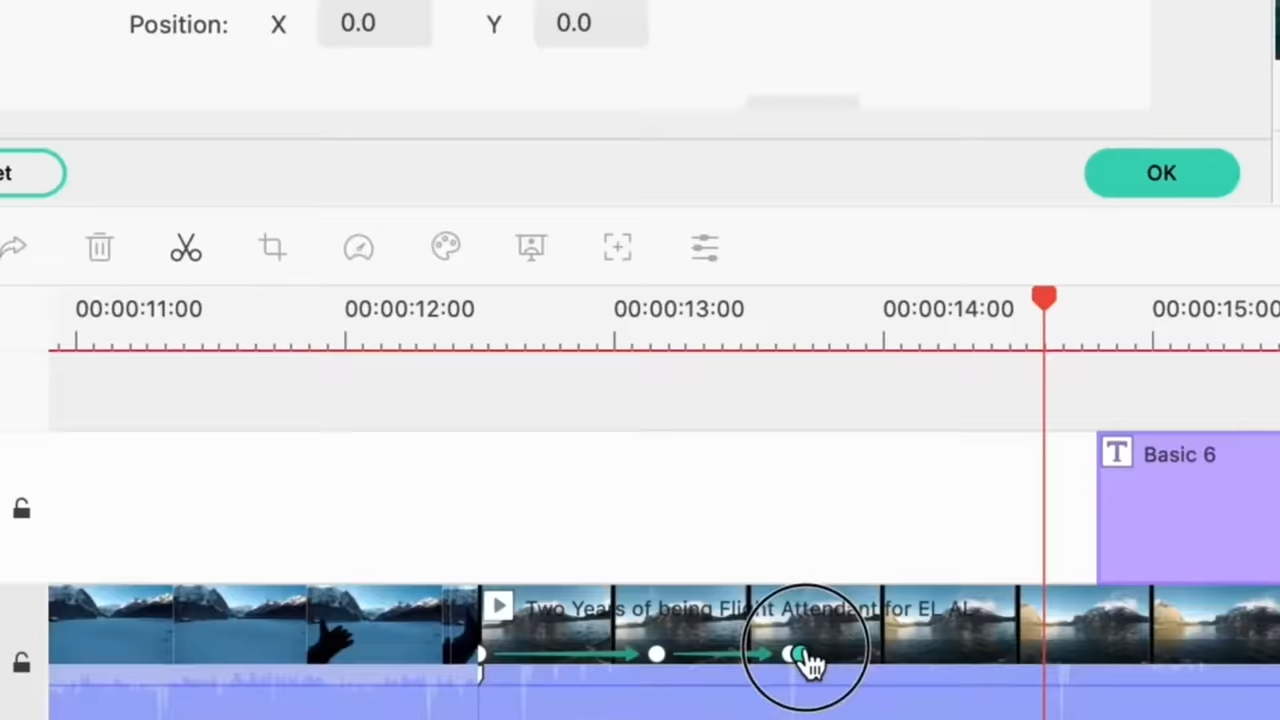 Position: X 0.0 Y 0.0
et OK
00:00:11:00 00:00:12:00 00:00:13:00 00:00:14:00 00:00:15:00
T Basic 6
Two Years of being Flight Attendant for EL AL